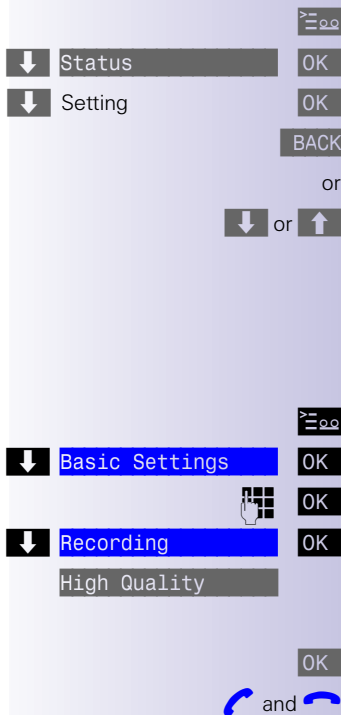 Status OK
Setting OK
BACK
or
or
Basic Settings OK
OK
Recording OK
High Quality
OK
and